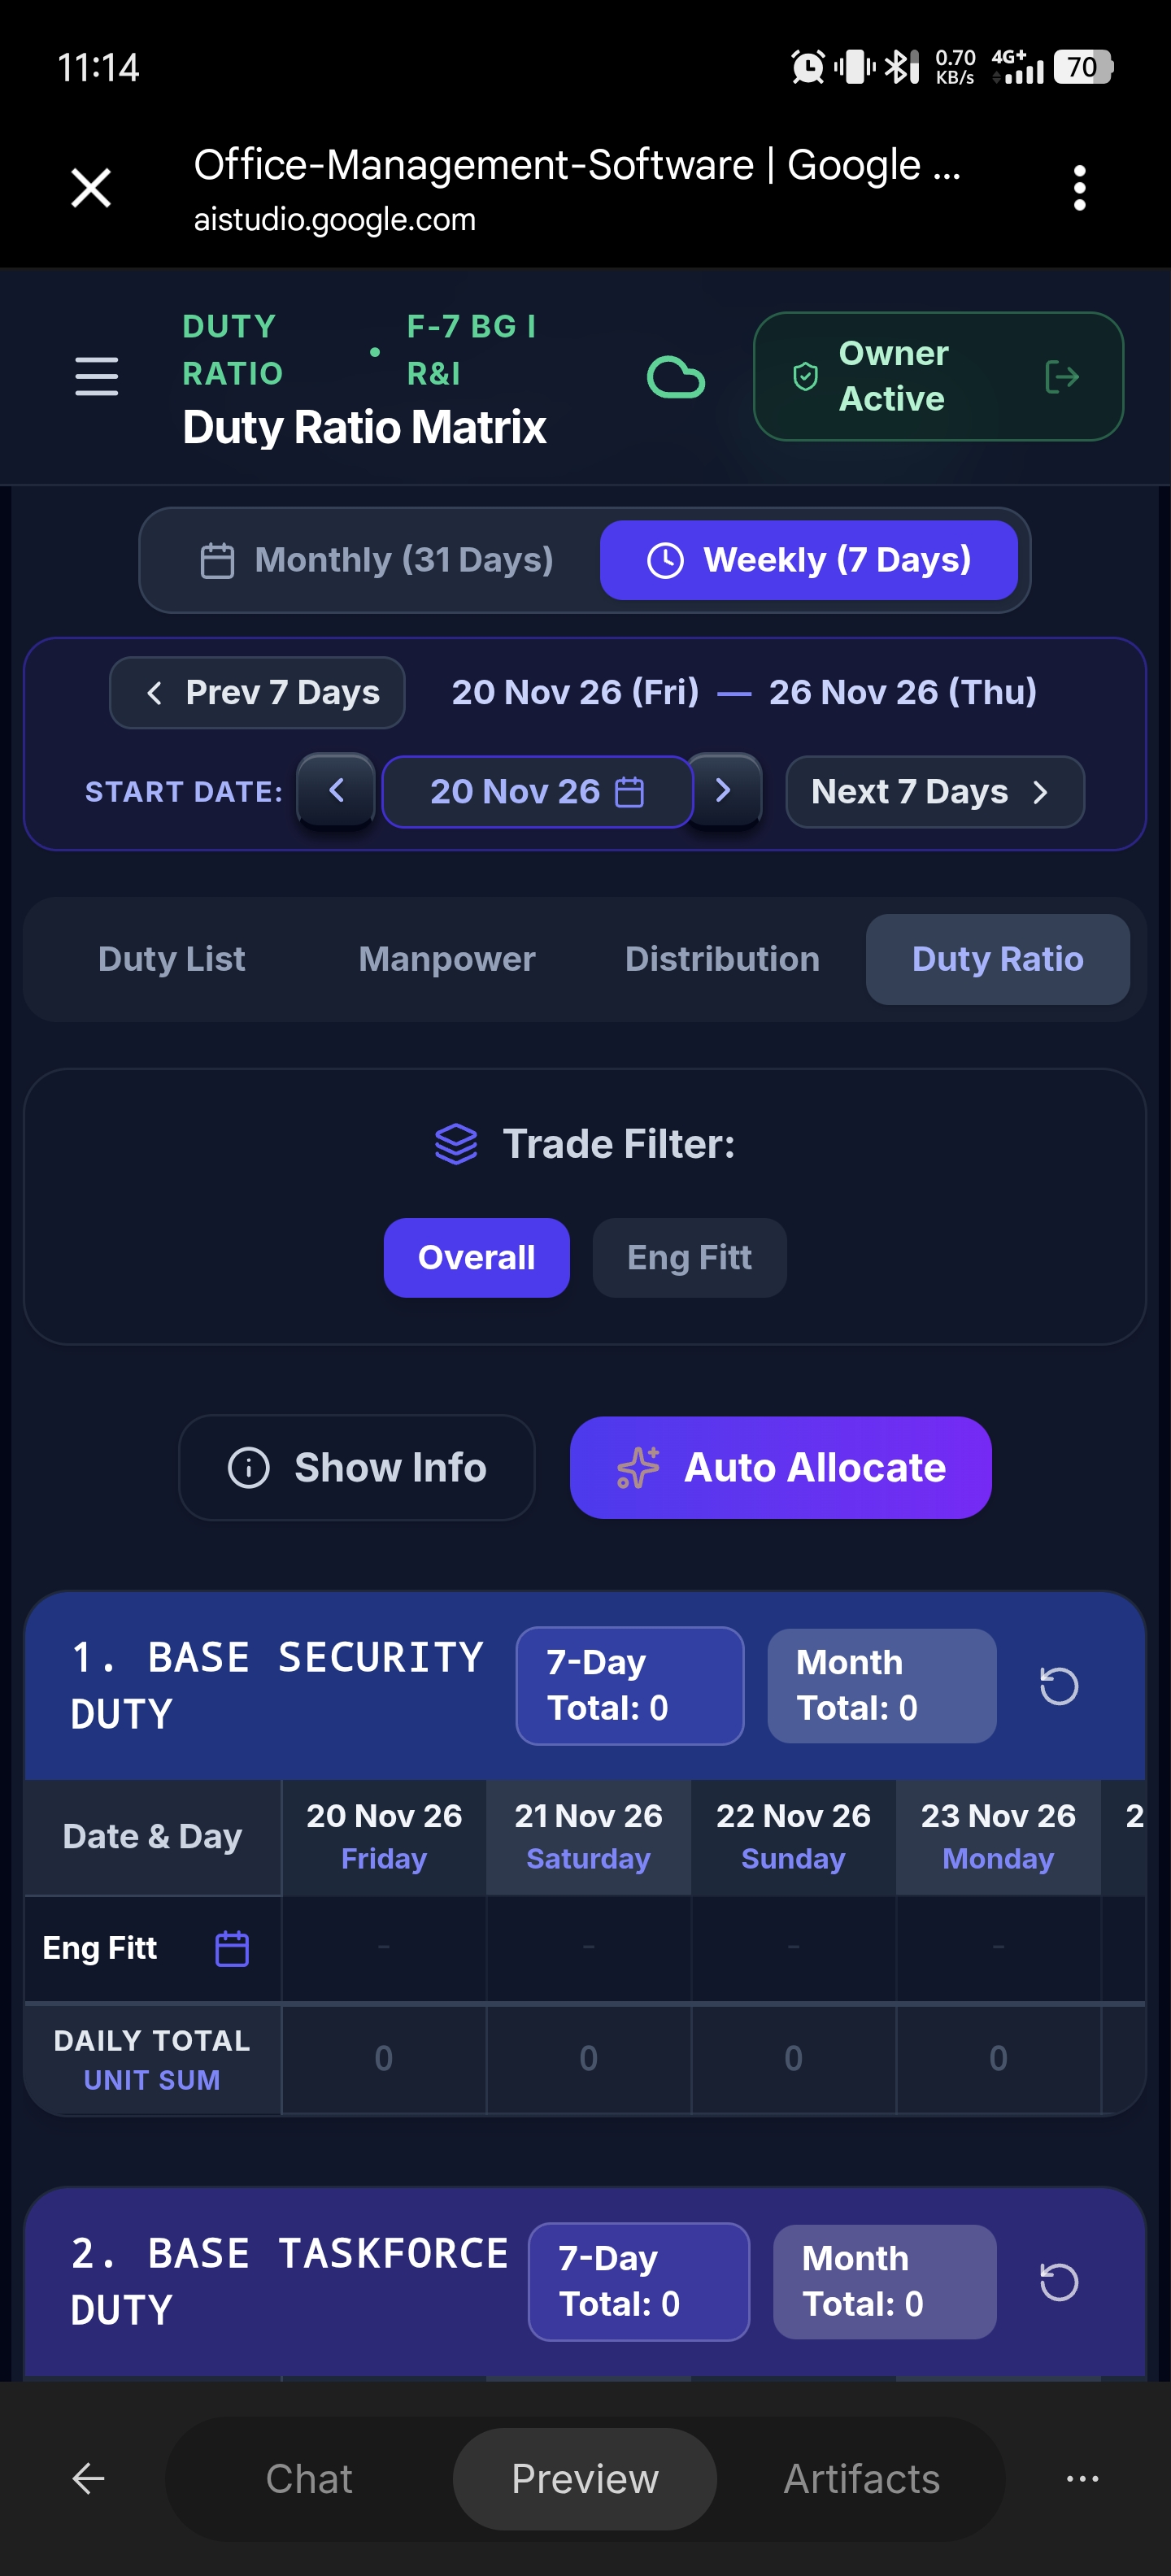 11:14
0.70 KB/s 4G+ 70
Office-Management-Software | Google ...
aistudio.google.com
DUTY RATIO • F-7 BG I R&I
Duty Ratio Matrix
Owner Active
Monthly (31 Days)
Weekly (7 Days)
Prev 7 Days
20 Nov 26 (Fri) — 26 Nov 26 (Thu)
START DATE:
20 Nov 26
Next 7 Days
Duty List
Manpower
Distribution
Duty Ratio
Trade Filter:
Overall
Eng Fitt
Show Info
Auto Allocate
1. BASE SECURITY DUTY
7-Day Total: 0
Month Total: 0
Date & Day
20 Nov 26 Friday
21 Nov 26 Saturday
22 Nov 26 Sunday
23 Nov 26 Monday
2
Eng Fitt
- - - -
DAILY TOTAL
UNIT SUM
0 0 0 0
2. BASE TASKFORCE DUTY
7-Day Total: 0
Month Total: 0
Chat
Preview
Artifacts